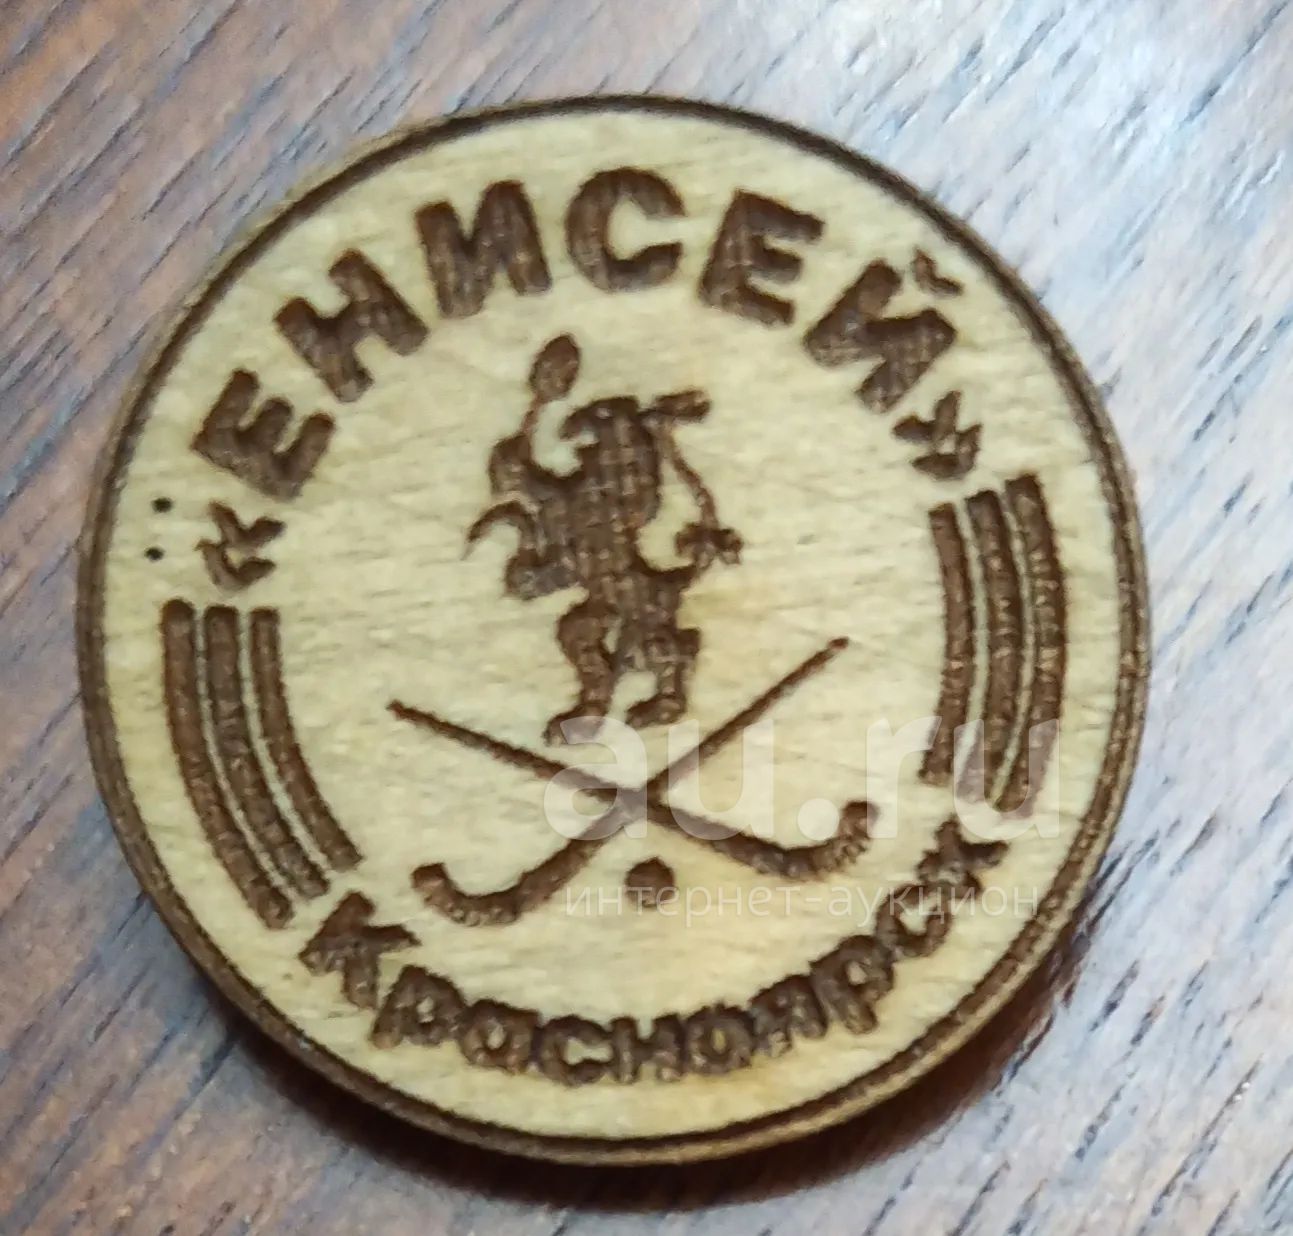 «ЕНИСЕЙ»
Красноярск
au.ru
интернет-аукцион